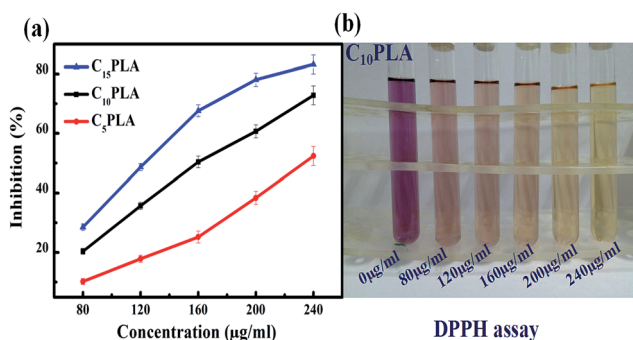 (a)
C15PLA
C10PLA
C5PLA
Inhibition (%)
80
60
40
20
80 120 160 200 240
Concentration (µg/ml)
(b)
C10PLA
0µg/ml 80µg/ml 120µg/ml 160µg/ml 200µg/ml 240µg/ml
DPPH assay